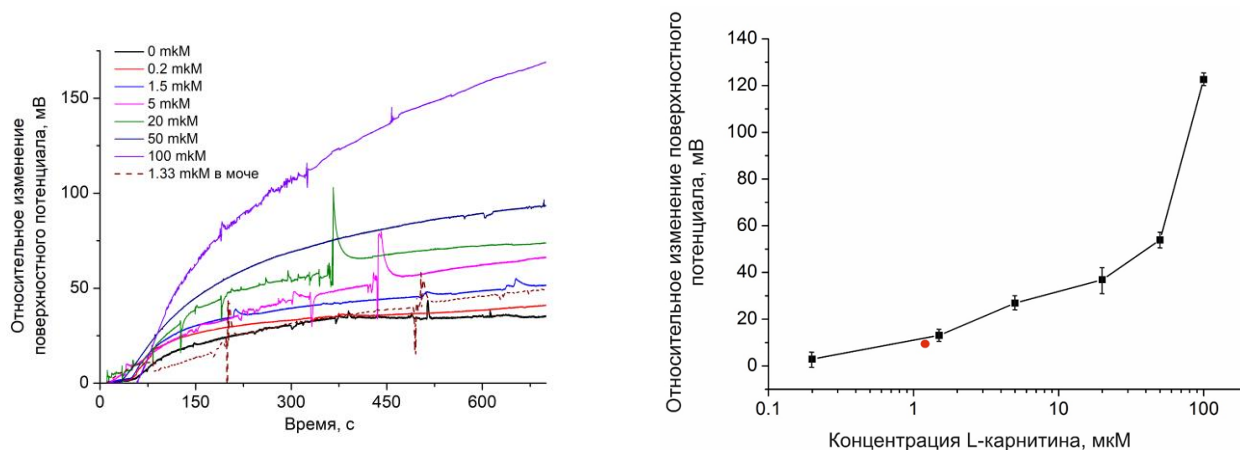 Относительное изменение
поверхностного потенциала, мВ
150
100
50
0
0 mkM
0.2 mkM
1.5 mkM
5 mkM
20 mkM
50 mkM
100 mkM
1.33 mkM в моче
0 150 300 450 600
Время, с
Относительное изменение поверхностного
потенциала, мВ
140
120
100
80
60
40
20
0
0.1 1 10 100
Концентрация L-карнитина, мкМ